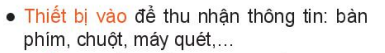 • Thiết bị vào để thu nhận thông tin: bàn
phím, chuột, máy quét,...